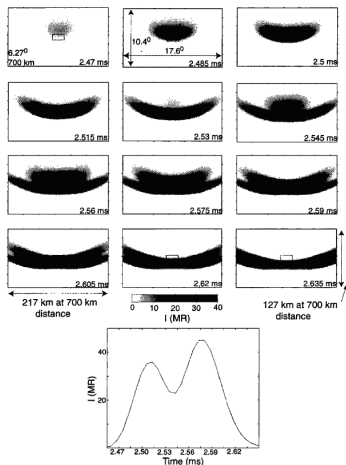 6.27⁰
700 km
2.47 ms
10.4⁰
17.6⁰
2.485 ms
2.5 ms
2.515 ms
2.53 ms
2.545 ms
2.56 ms
2.575 ms
2.59 ms
2.605 ms
2.62 ms
2.635 ms
217 km at 700 km
distance
0 10 20 30 40
I (MR)
127 km at 700 km
distance
I (MR)
40
20
2.47 2.50 2.53 2.56 2.59 2.62
Time (ms)